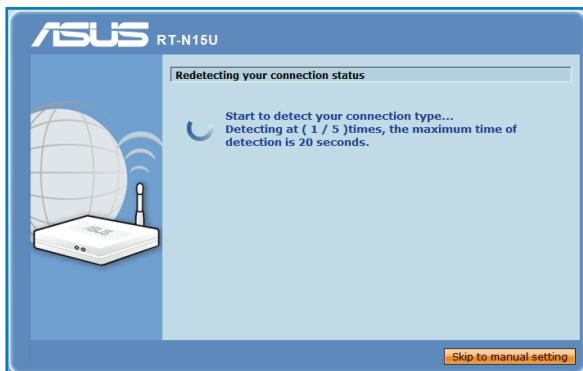 ASUS RT-N15U
Redetecting your connection status
Start to detect your connection type...
Detecting at ( 1 / 5 )times, the maximum time of
detection is 20 seconds.
ASUS
Skip to manual setting